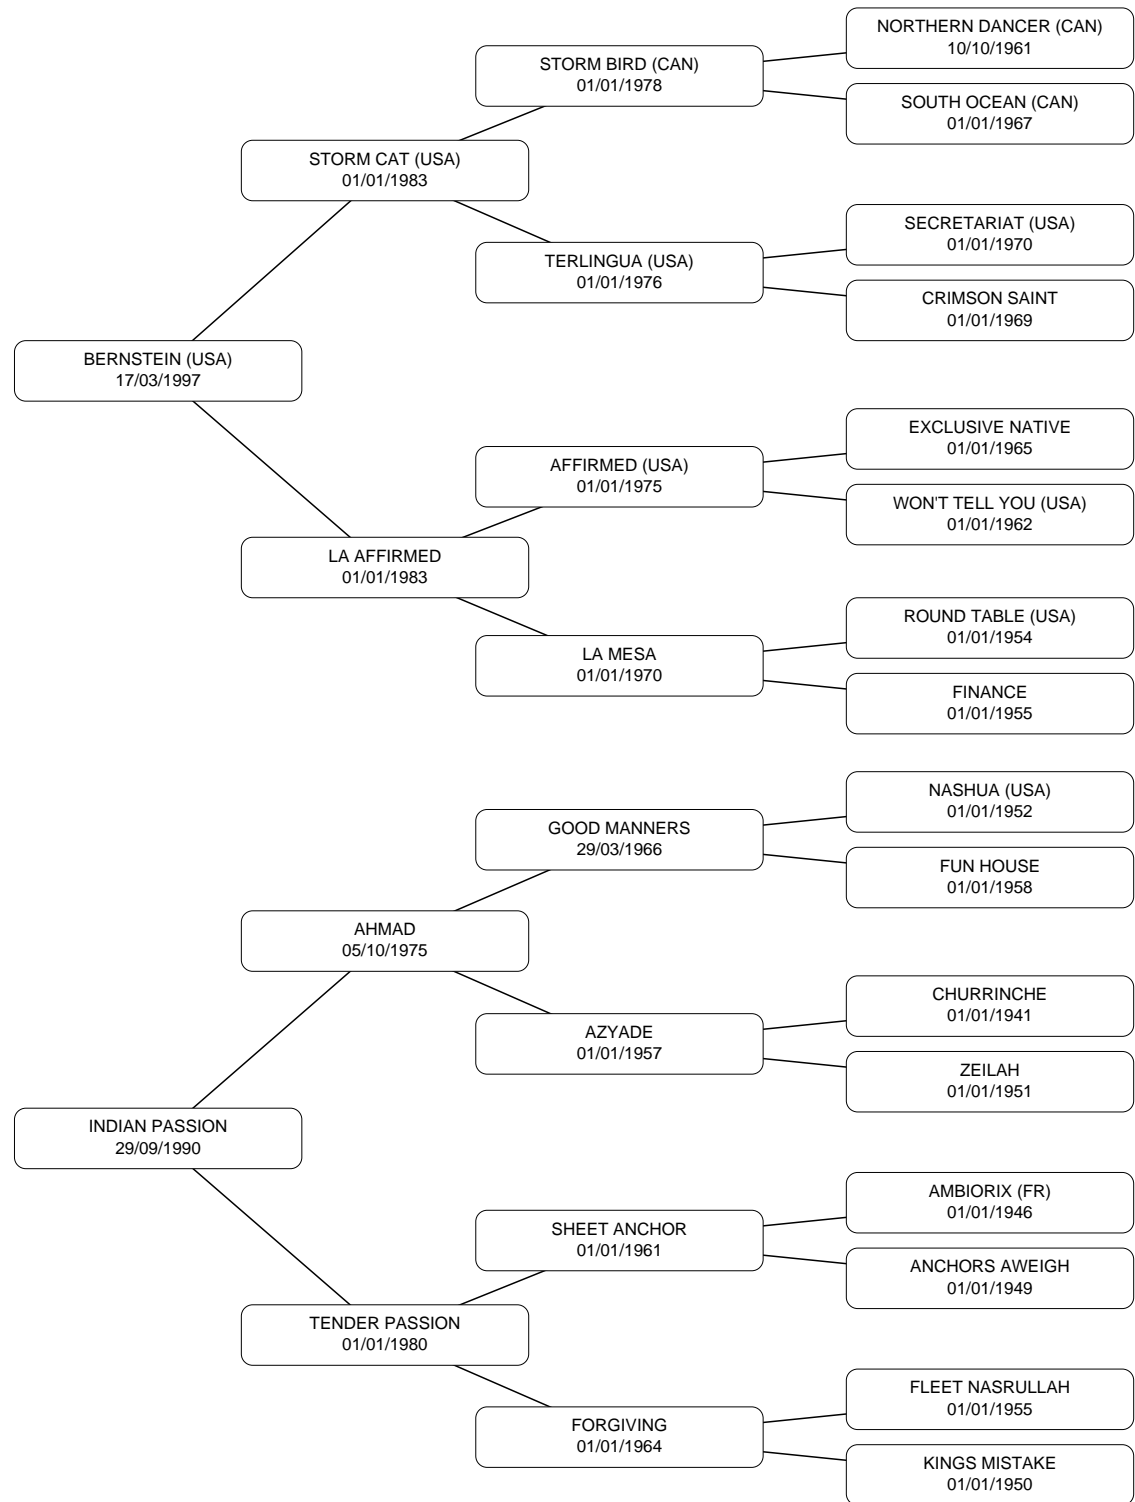 NORTHERN DANCER (CAN)
10/10/1961
STORM BIRD (CAN)
01/01/1978
SOUTH OCEAN (CAN)
01/01/1967
STORM CAT (USA)
01/01/1983
SECRETARIAT (USA)
01/01/1970
TERLINGUA (USA)
01/01/1976
CRIMSON SAINT
01/01/1969
BERNSTEIN (USA)
17/03/1997
EXCLUSIVE NATIVE
01/01/1965
AFFIRMED (USA)
01/01/1975
WON'T TELL YOU (USA)
01/01/1962
LA AFFIRMED
01/01/1983
ROUND TABLE (USA)
01/01/1954
LA MESA
01/01/1970
FINANCE
01/01/1955
NASHUA (USA)
01/01/1952
GOOD MANNERS
29/03/1966
FUN HOUSE
01/01/1958
AHMAD
05/10/1975
CHURRINCHE
01/01/1941
AZYADE
01/01/1957
ZEILAH
01/01/1951
INDIAN PASSION
29/09/1990
AMBIORIX (FR)
01/01/1946
SHEET ANCHOR
01/01/1961
ANCHORS AWEIGH
01/01/1949
TENDER PASSION
01/01/1980
FLEET NASRULLAH
01/01/1955
FORGIVING
01/01/1964
KINGS MISTAKE
01/01/1950